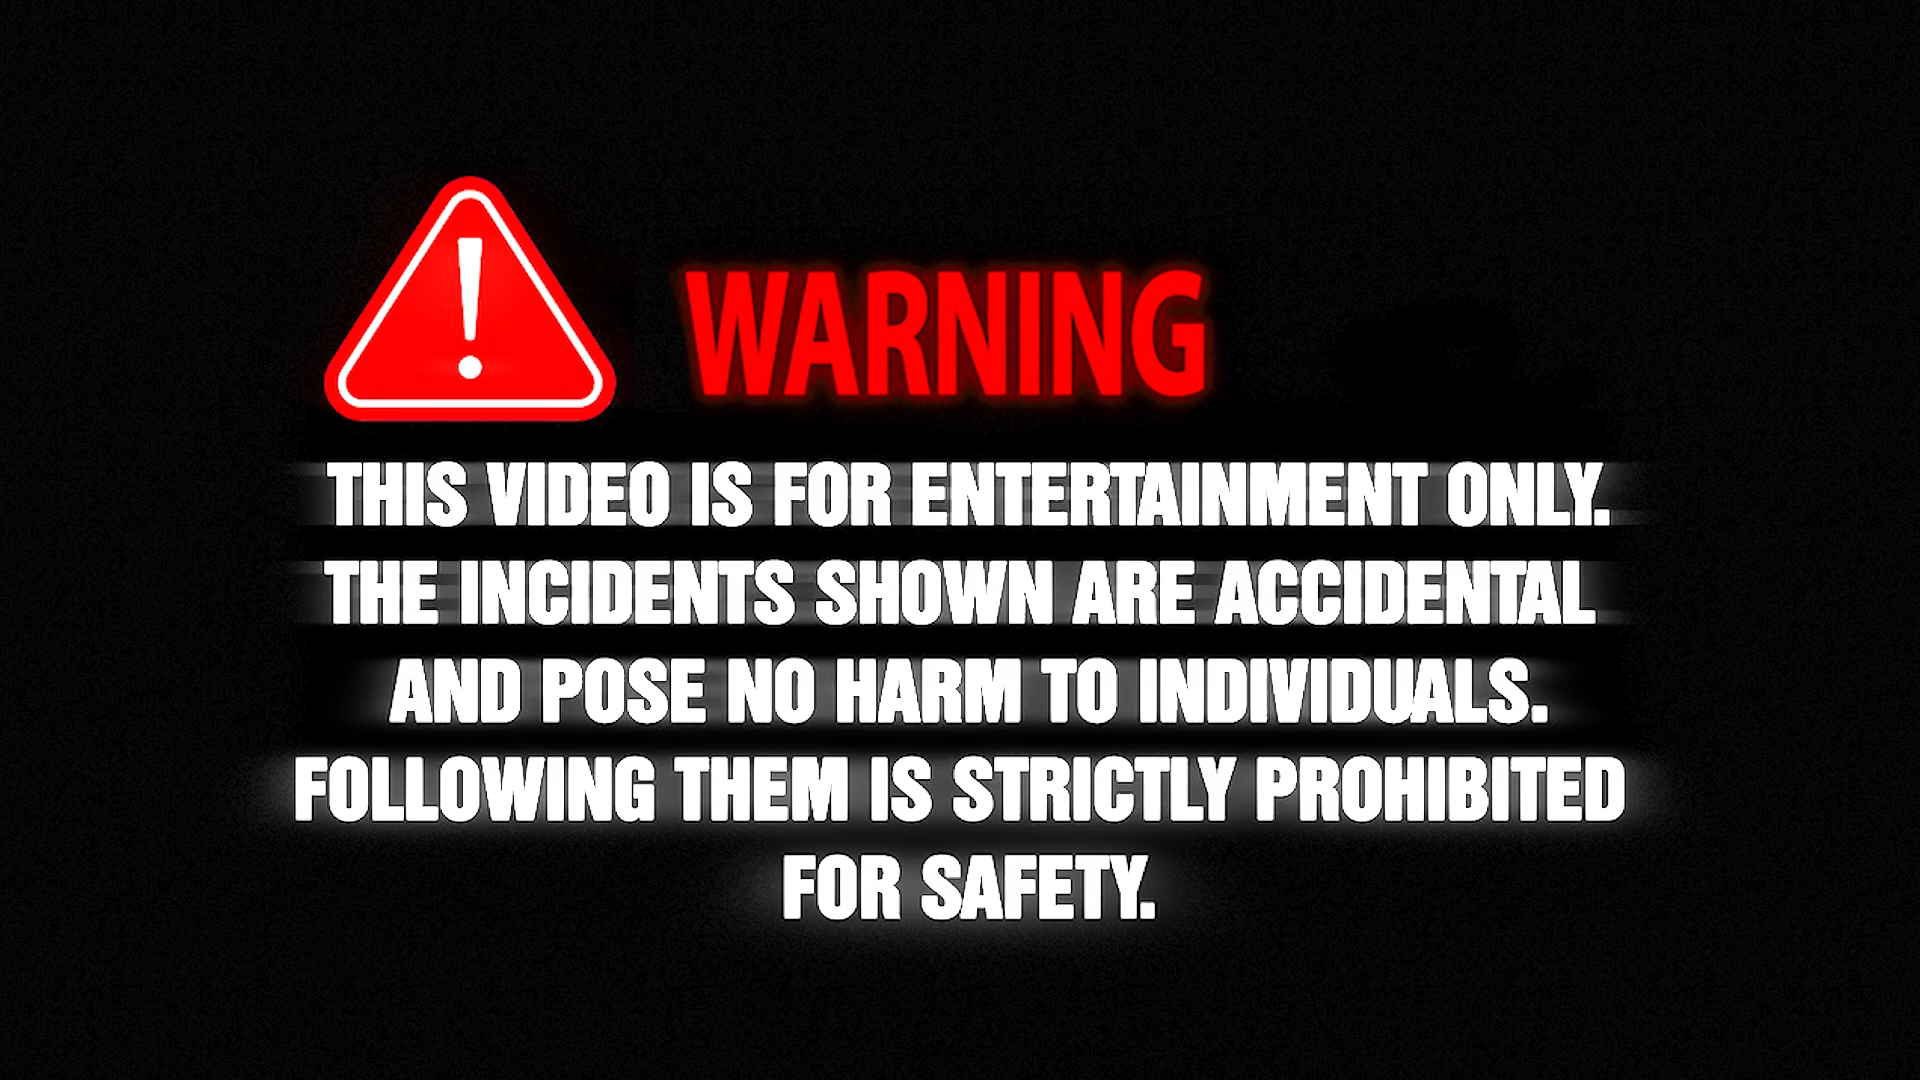 WARNING
THIS VIDEO IS FOR ENTERTAINMENT ONLY.
THE INCIDENTS SHOWN ARE ACCIDENTAL
AND POSE NO HARM TO INDIVIDUALS.
FOLLOWING THEM IS STRICTLY PROHIBITED
FOR SAFETY.